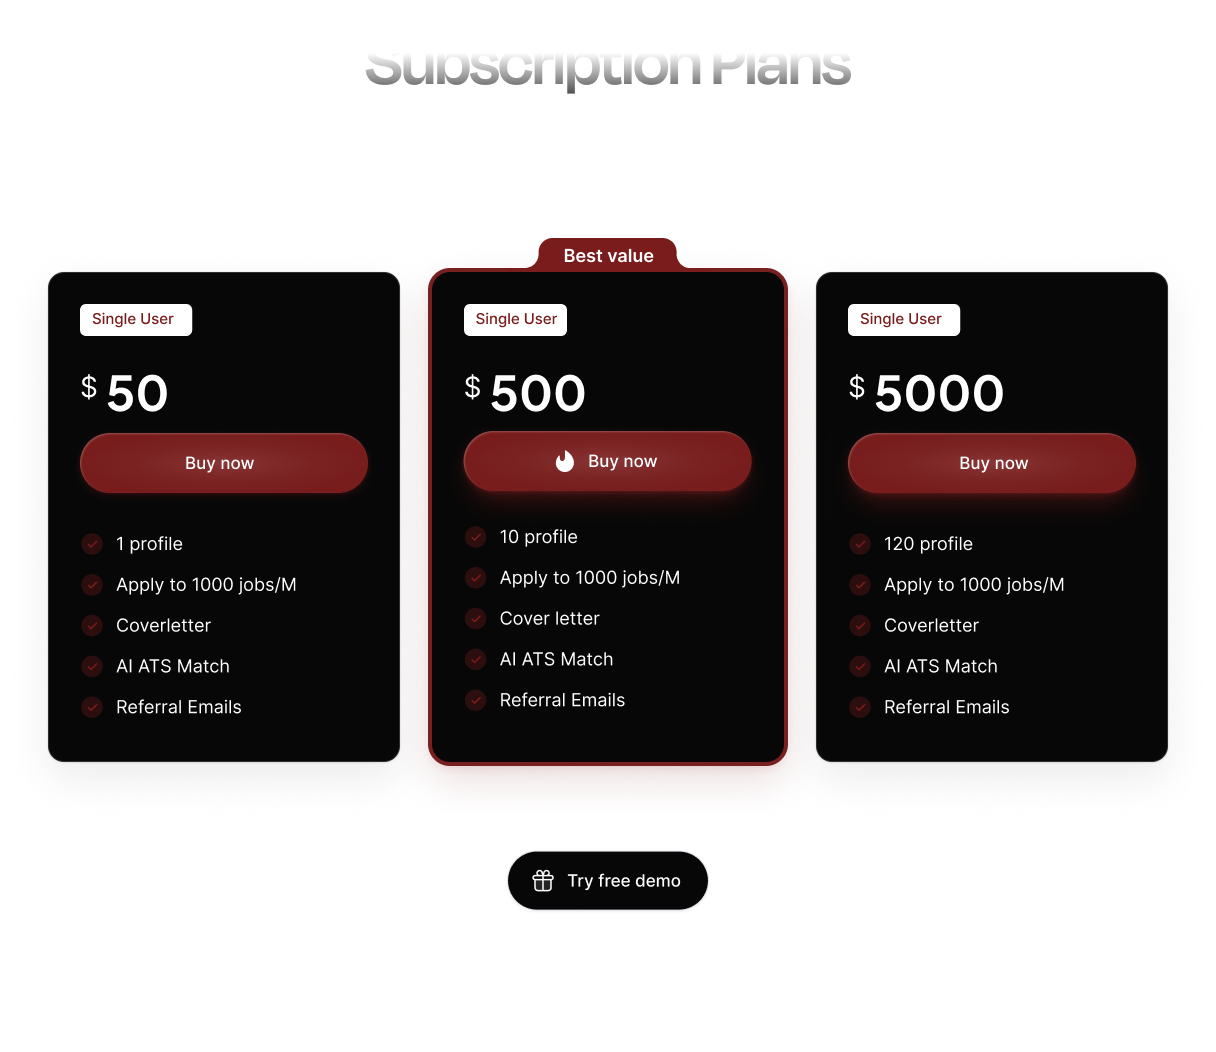 Subscription Plans
Best value
Single User
$ 50
Buy now
1 profile
Apply to 1000 jobs/M
Coverletter
AI ATS Match
Referral Emails
Single User
$ 500
Buy now
10 profile
Apply to 1000 jobs/M
Cover letter
AI ATS Match
Referral Emails
Single User
$ 5000
Buy now
120 profile
Apply to 1000 jobs/M
Coverletter
AI ATS Match
Referral Emails
Try free demo